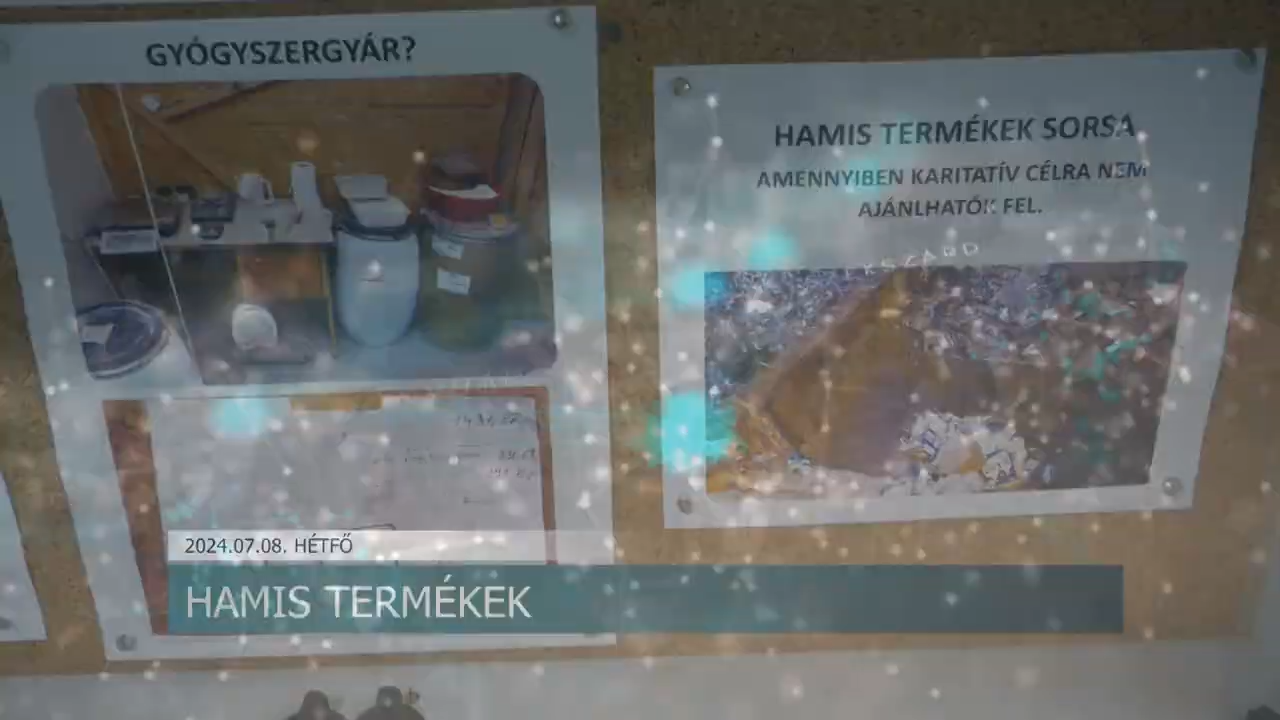 GYÓGYSZERGYÁR?
HAMIS TERMÉKEK SORSA
AMENNYIBEN KARITATÍV CÉLRA NEM
AJÁNLHATÓK FEL.
2024.07.08. HÉTFŐ
HAMIS TERMÉKEK